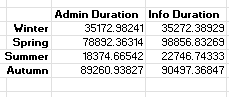 Admin Duration Info Duration
Winter 35172.98241 35272.38929
Spring 78892.36314 98856.83269
Summer 18374.66542 22746.74333
Autumn 89260.93827 90497.36847